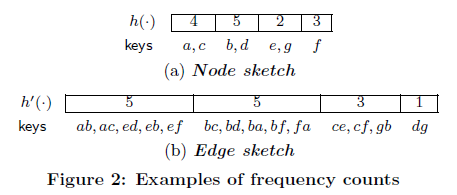 h(·) 4 5 2 3
keys a, c b, d e, g f
(a) Node sketch
h′(·) 5 5 3 1
keys ab, ac, ed, eb, ef bc, bd, ba, bf, fa ce, cf, gb dg
(b) Edge sketch
Figure 2: Examples of frequency counts